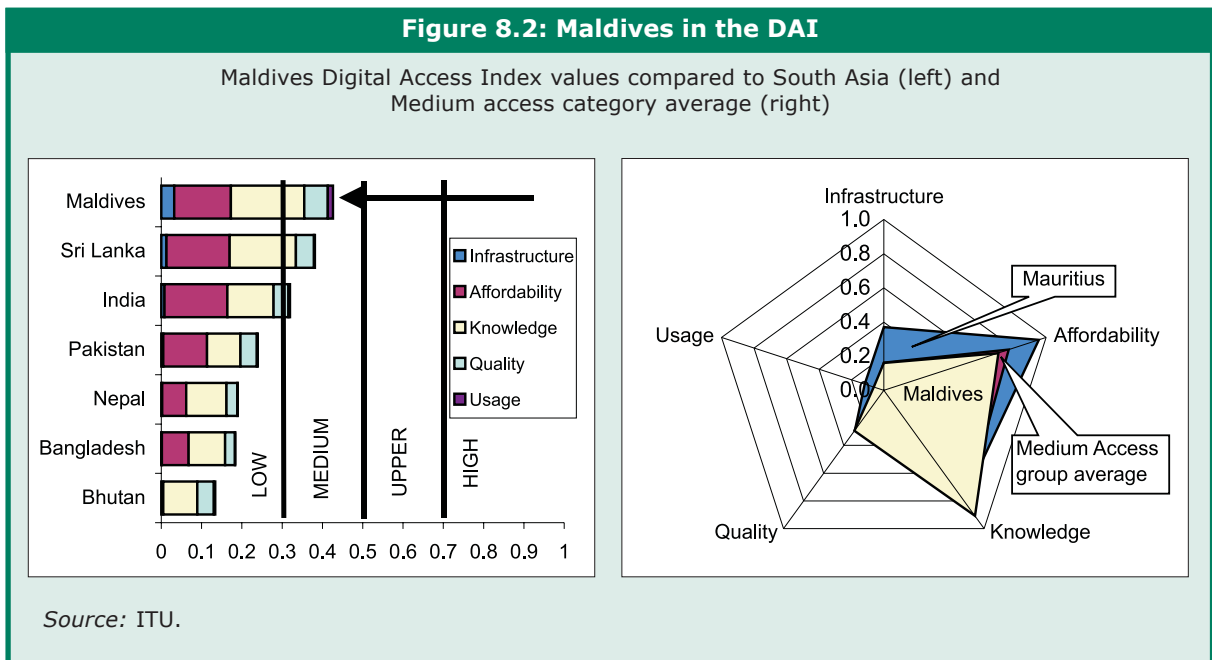 Figure 8.2: Maldives in the DAI
Maldives Digital Access Index values compared to South Asia (left) and
Medium access category average (right)
Maldives
Sri Lanka
India
Pakistan
Nepal
Bangladesh
Bhutan
Infrastructure
Affordability
Knowledge
Quality
Usage
LOW
MEDIUM
UPPER
HIGH
0 0.1 0.2 0.3 0.4 0.5 0.6 0.7 0.8 0.9 1
Infrastructure
1.0
0.8
0.6
0.4
0.2
0.0
Mauritius
Usage
Affordability
Maldives
Medium Access
group average
Quality
Knowledge
Source: ITU.